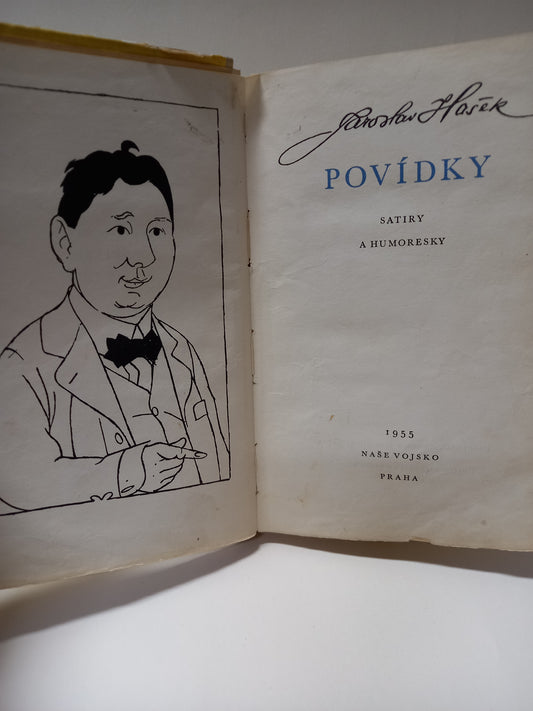 Jaroslav Hašek
POVÍDKY
SATIRY
A HUMORESKY
1955
NAŠE VOJSKO
PRAHA